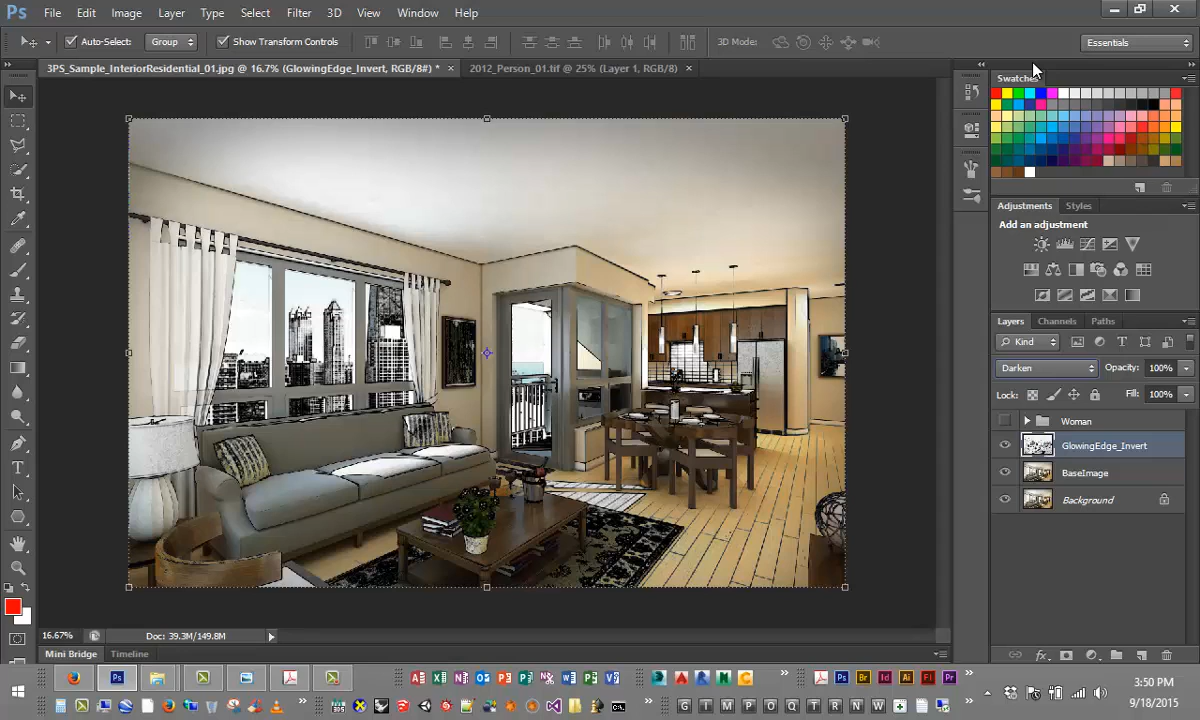 Ps File Edit Image Layer Type Select Filter 3D View Window Help
Auto-Select: Group Show Transform Controls 3D Mode: Essentials
3PS_Sample_InteriorResidential_01.jpg @ 16.7% (GlowingEdge_Invert, RGB/8#) * × 2012_Person_01.tif @ 25% (Layer 1, RGB/8) ×
Swatches
Adjustments Styles
Add an adjustment
Layers Channels Paths
Kind
Darken Opacity: 100%
Lock: Fill: 100%
Woman
GlowingEdge_Invert
BaseImage
Background
16.67% Doc: 39.3M/149.8M
Mini Bridge Timeline
3:50 PM
9/18/2015